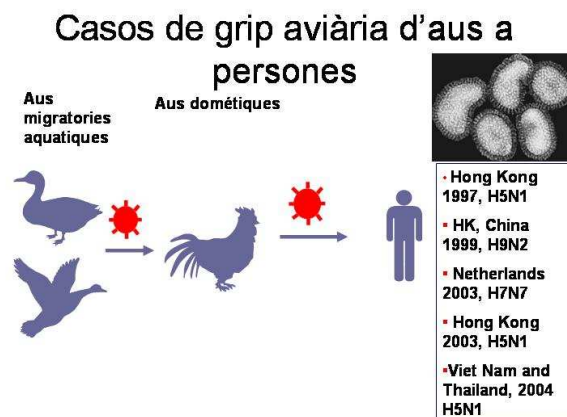 Casos de grip aviària d'aus a
persones
Aus
migratories
aquatiques
Aus dométiques
· Hong Kong
1997, H5N1
▪ HK, China
1999, H9N2
▪ Netherlands
2003, H7N7
▪ Hong Kong
2003, H5N1
▪Viet Nam and
Thailand, 2004
H5N1